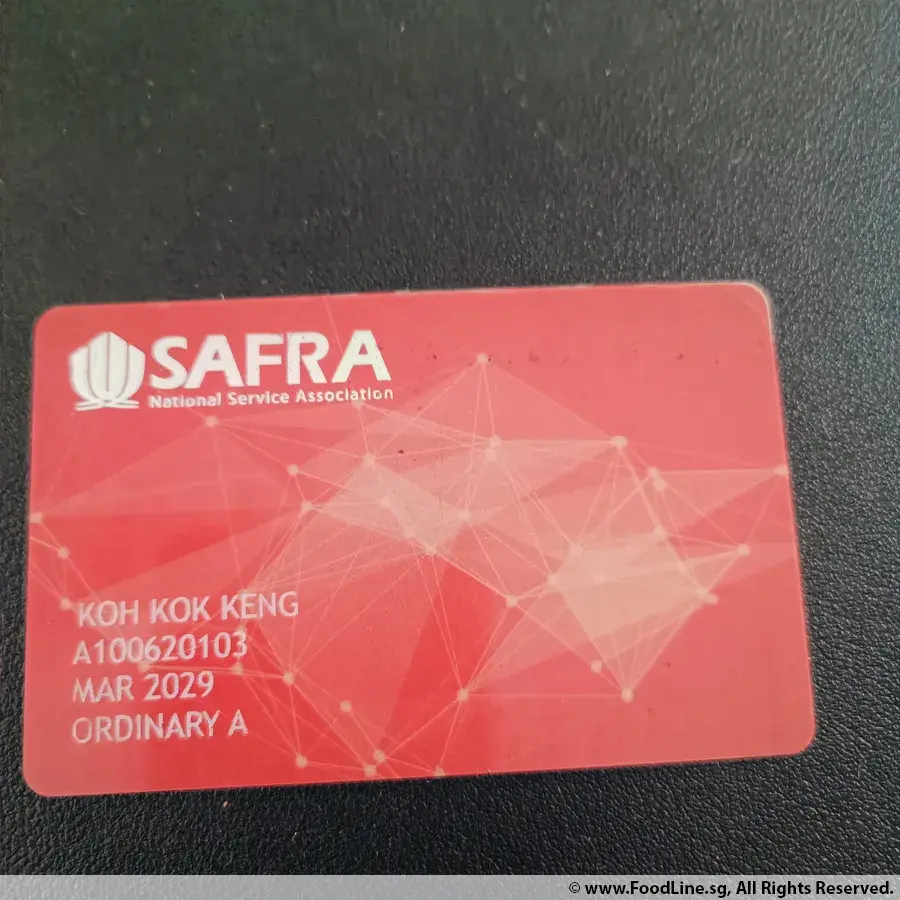 SAFRA
National Service Association
KOH KOK KENG
A100620103
MAR 2029
ORDINARY A
© www.FoodLine.sg, All Rights Reserved.